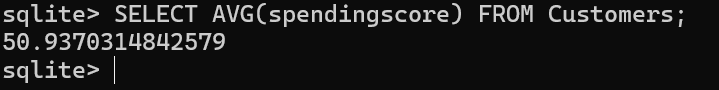 sqlite> SELECT AVG(spendingscore) FROM Customers;
50.9370314842579
sqlite>